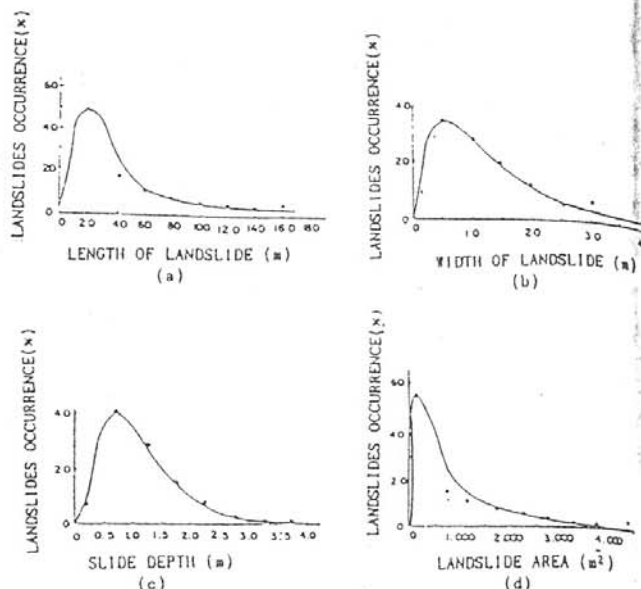 LANDSLIDES OCCURRENCE(%)
60
40
20
0
0 20 40 60 80 100 120 140 160 180
LENGTH OF LANDSLIDE (m)
(a)
LANDSLIDES OCCURRENCE(%)
40
20
0
0 10 20 30
WIDTH OF LANDSLIDE (m)
(b)
LANDSLIDES OCCURRENCE(%)
40
20
0
0 0.5 1.0 1.5 2.0 2.5 3.0 3.5 4.0
SLIDE DEPTH (m)
(c)
LANDSLIDES OCCURRENCE(%)
60
40
20
0
0 1.000 2.000 3.000 4.000
LANDSLIDE AREA (m²)
(d)